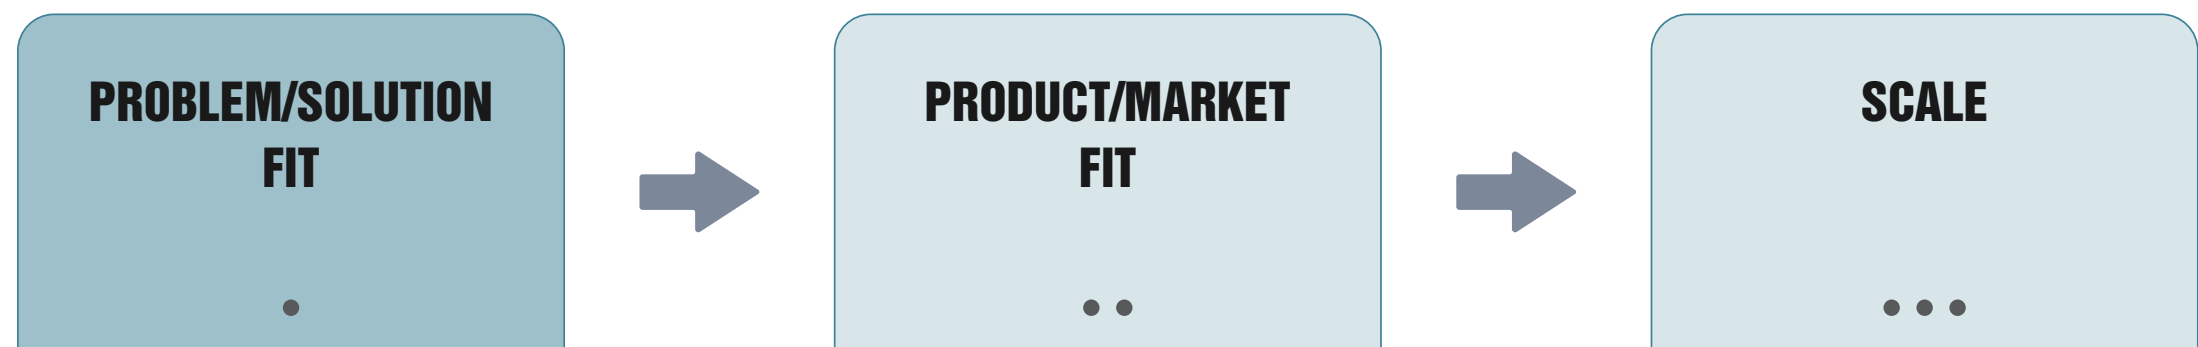 PROBLEM/SOLUTION
FIT
PRODUCT/MARKET
FIT
SCALE